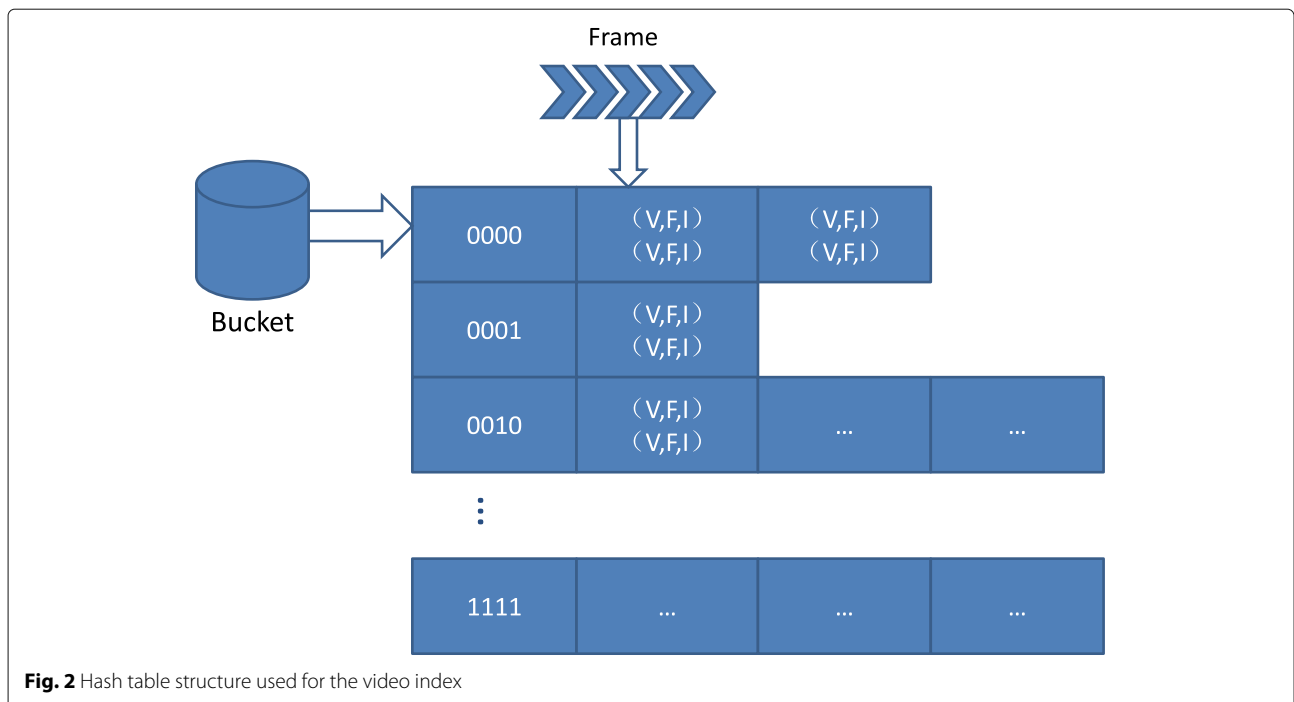 Frame
Bucket
0000 （V,F,I） （V,F,I）
（V,F,I） （V,F,I）
0001 （V,F,I）
（V,F,I）
0010 （V,F,I） ... ...
（V,F,I）
⋮
1111 ... ... ...
Fig. 2 Hash table structure used for the video index